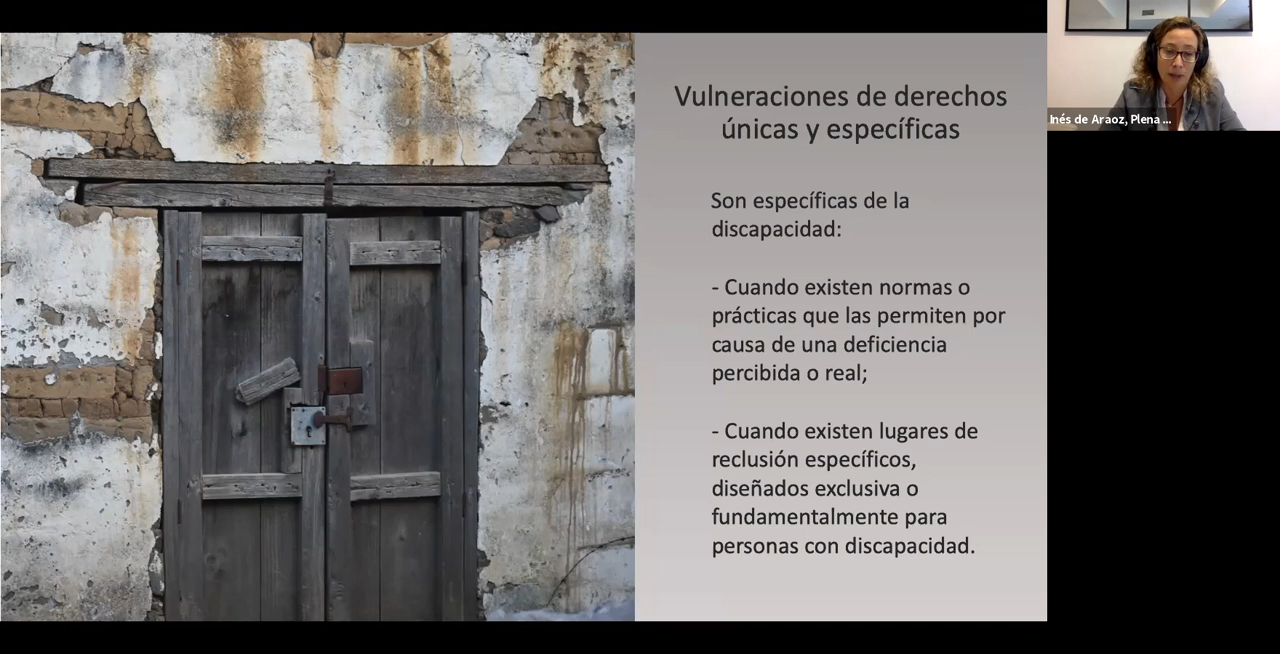 Vulneraciones de derechos
únicas y específicas
Son específicas de la
discapacidad:
- Cuando existen normas o
prácticas que las permiten por
causa de una deficiencia
percibida o real;
- Cuando existen lugares de
reclusión específicos,
diseñados exclusiva o
fundamentalmente para
personas con discapacidad.
Inés de Araoz, Plena ...